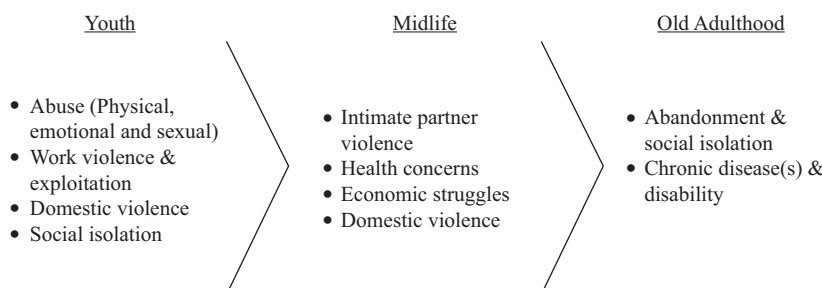 Youth
Midlife
Old Adulthood
• Abuse (Physical,
emotional and sexual)
• Work violence &
exploitation
• Domestic violence
• Social isolation
• Intimate partner
violence
• Health concerns
• Economic struggles
• Domestic violence
• Abandonment &
social isolation
• Chronic disease(s) &
disability